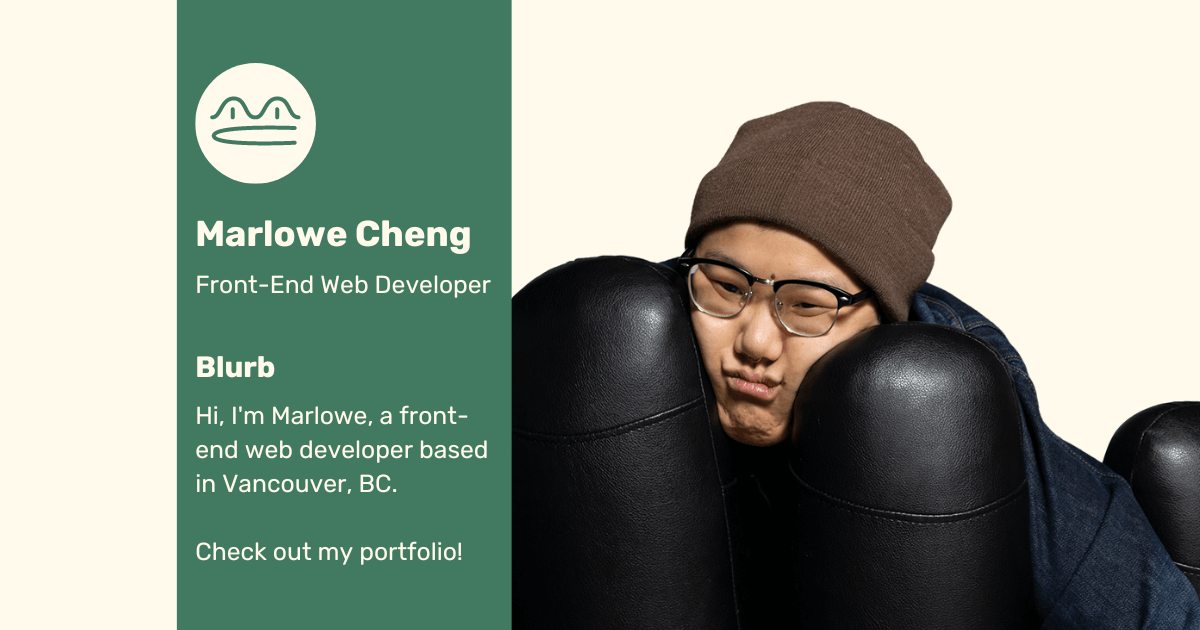 Marlowe Cheng
Front-End Web Developer
Blurb
Hi, I'm Marlowe, a front-
end web developer based
in Vancouver, BC.
Check out my portfolio!